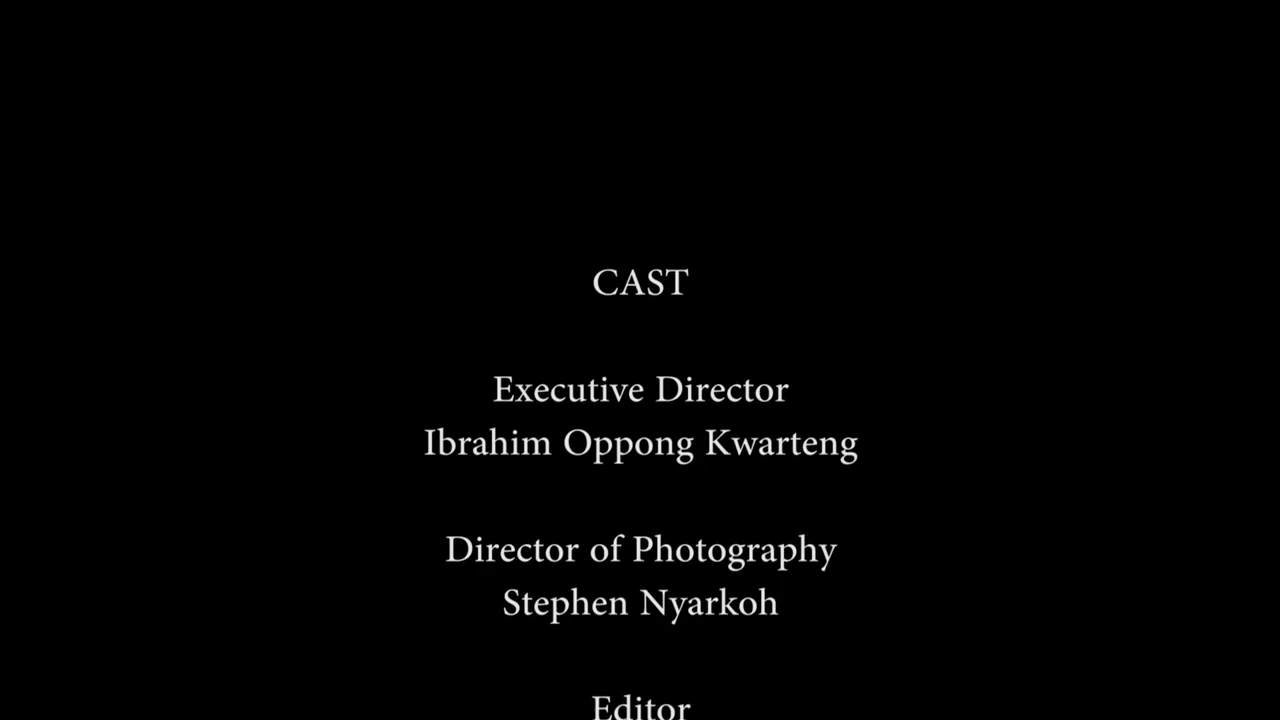 CAST
Executive Director
Ibrahim Oppong Kwarteng
Director of Photography
Stephen Nyarkoh
Editor